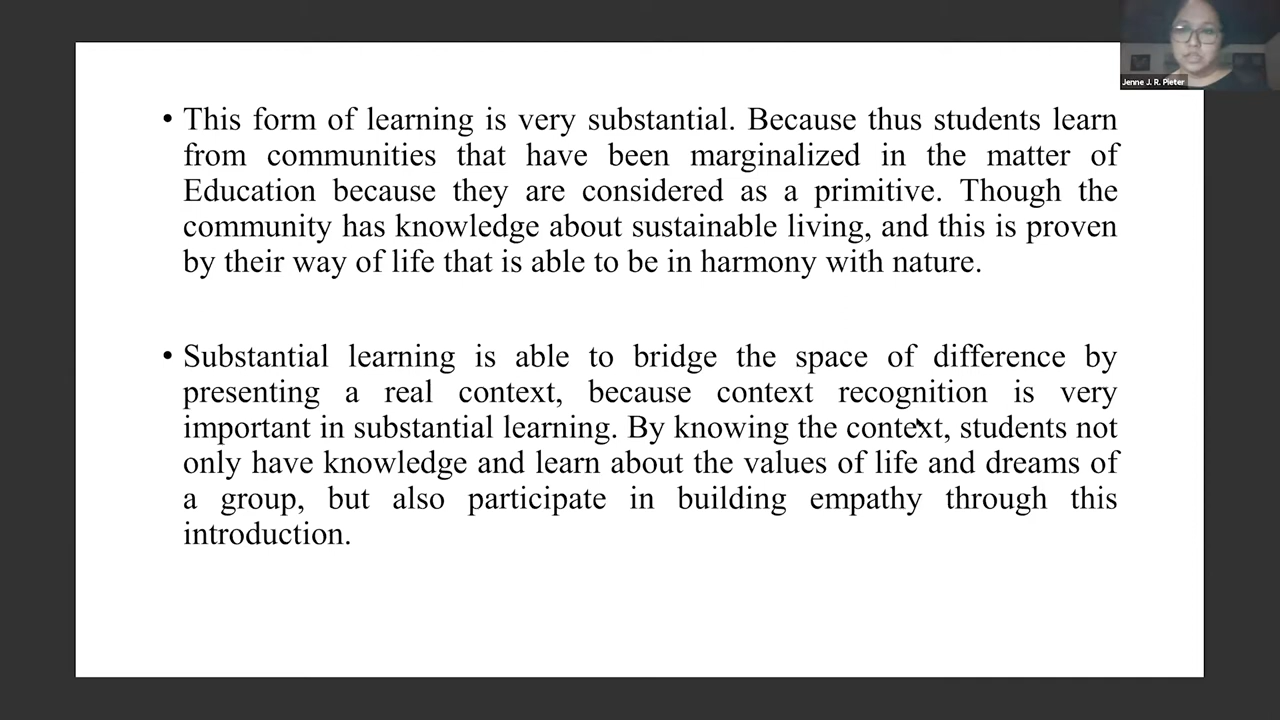 Jenne J. R. Pieter
• This form of learning is very substantial. Because thus students learn
from communities that have been marginalized in the matter of
Education because they are considered as a primitive. Though the
community has knowledge about sustainable living, and this is proven
by their way of life that is able to be in harmony with nature.
• Substantial learning is able to bridge the space of difference by
presenting a real context, because context recognition is very
important in substantial learning. By knowing the context, students not
only have knowledge and learn about the values of life and dreams of
a group, but also participate in building empathy through this
introduction.